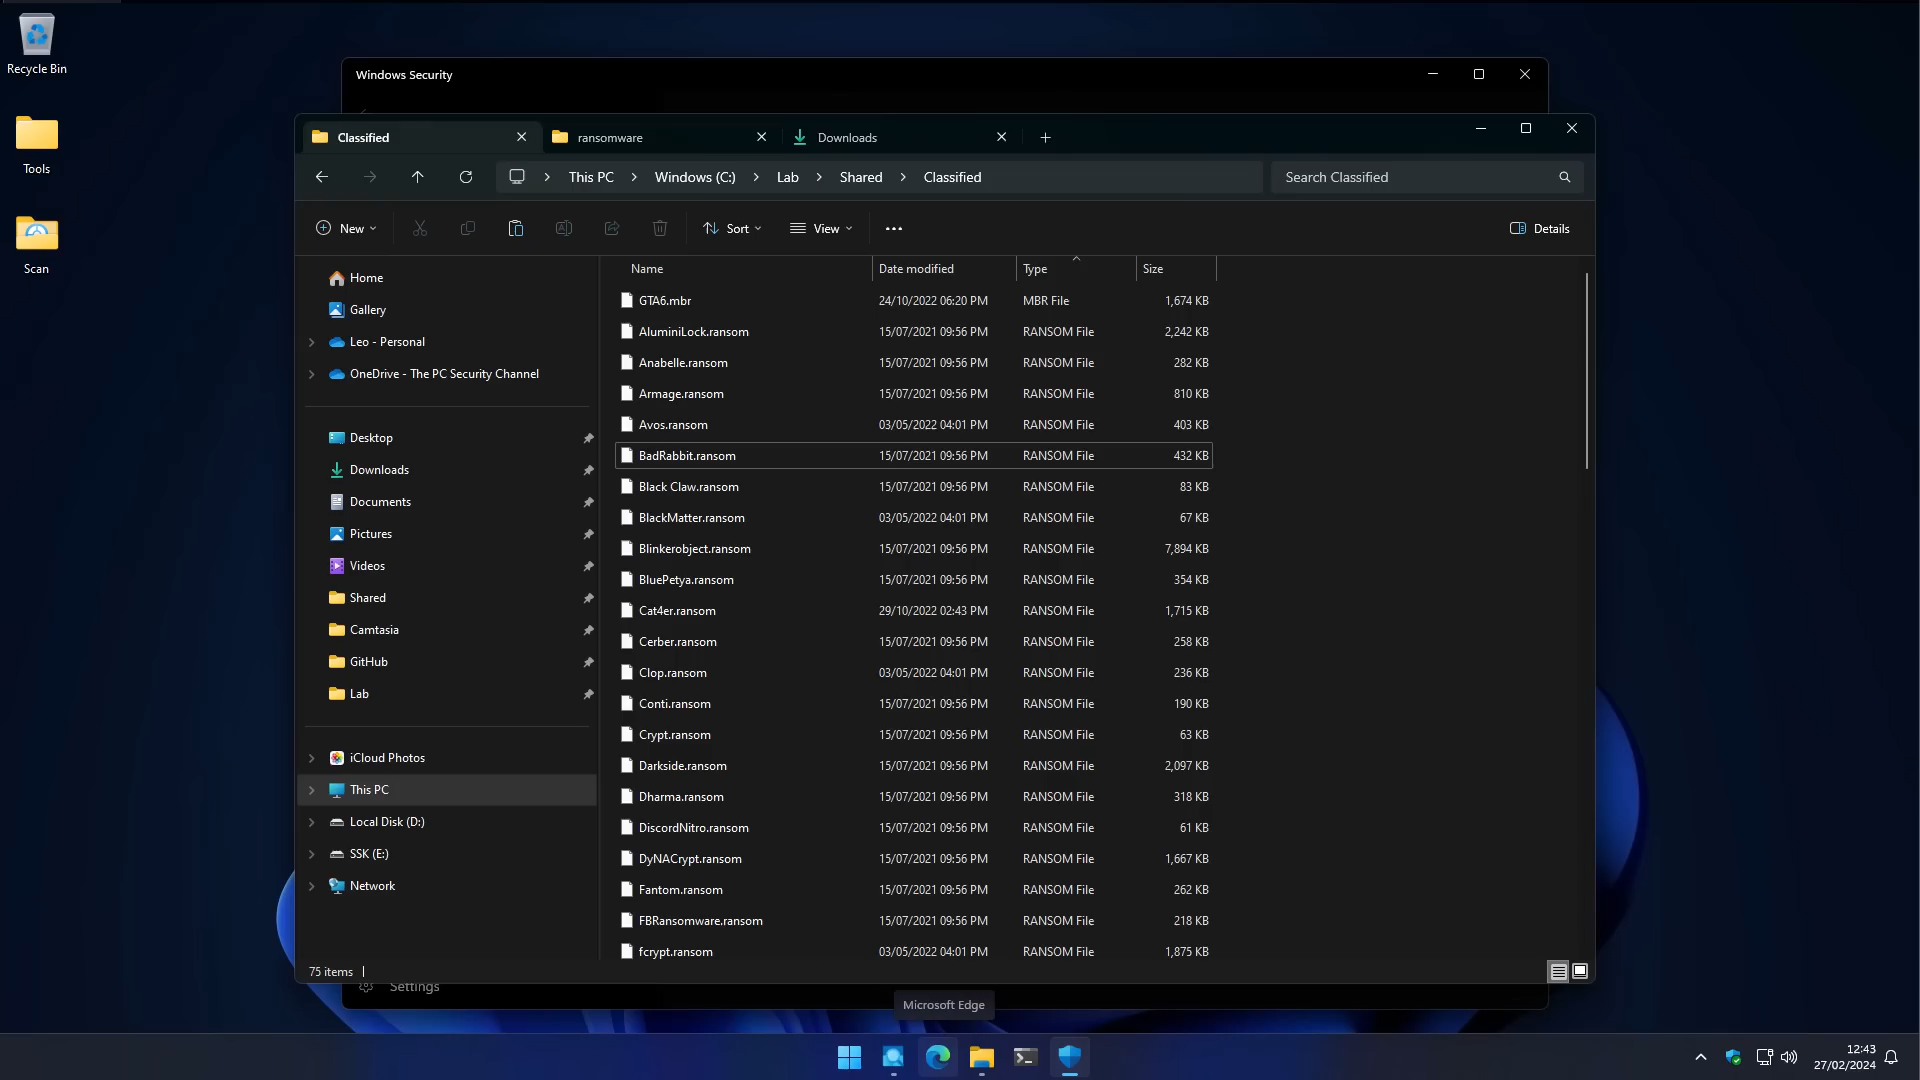 Recycle Bin
Tools
Scan
Windows Security
Classified
ransomware
Downloads
This PC > Windows (C:) > Lab > Shared > Classified
Search Classified
New
Sort
View
Details
Home
Gallery
Leo - Personal
OneDrive - The PC Security Channel
Desktop
Downloads
Documents
Pictures
Videos
Shared
Camtasia
GitHub
Lab
iCloud Photos
This PC
Local Disk (D:)
SSK (E:)
Network
Name Date modified Type Size
GTA6.mbr 24/10/2022 06:20 PM MBR File 1,674 KB
AluminiLock.ransom 15/07/2021 09:56 PM RANSOM File 2,242 KB
Anabelle.ransom 15/07/2021 09:56 PM RANSOM File 282 KB
Armage.ransom 15/07/2021 09:56 PM RANSOM File 810 KB
Avos.ransom 03/05/2022 04:01 PM RANSOM File 403 KB
BadRabbit.ransom 15/07/2021 09:56 PM RANSOM File 432 KB
Black Claw.ransom 15/07/2021 09:56 PM RANSOM File 83 KB
BlackMatter.ransom 03/05/2022 04:01 PM RANSOM File 67 KB
Blinkerobject.ransom 15/07/2021 09:56 PM RANSOM File 7,894 KB
BluePetya.ransom 15/07/2021 09:56 PM RANSOM File 354 KB
Cat4er.ransom 29/10/2022 02:43 PM RANSOM File 1,715 KB
Cerber.ransom 15/07/2021 09:56 PM RANSOM File 258 KB
Clop.ransom 03/05/2022 04:01 PM RANSOM File 236 KB
Conti.ransom 15/07/2021 09:56 PM RANSOM File 190 KB
Crypt.ransom 15/07/2021 09:56 PM RANSOM File 63 KB
Darkside.ransom 15/07/2021 09:56 PM RANSOM File 2,097 KB
Dharma.ransom 15/07/2021 09:56 PM RANSOM File 318 KB
DiscordNitro.ransom 15/07/2021 09:56 PM RANSOM File 61 KB
DyNACrypt.ransom 15/07/2021 09:56 PM RANSOM File 1,667 KB
Fantom.ransom 15/07/2021 09:56 PM RANSOM File 262 KB
FBRansomware.ransom 15/07/2021 09:56 PM RANSOM File 218 KB
fcrypt.ransom 03/05/2022 04:01 PM RANSOM File 1,875 KB
75 items
Settings
Microsoft Edge
12:43
27/02/2024